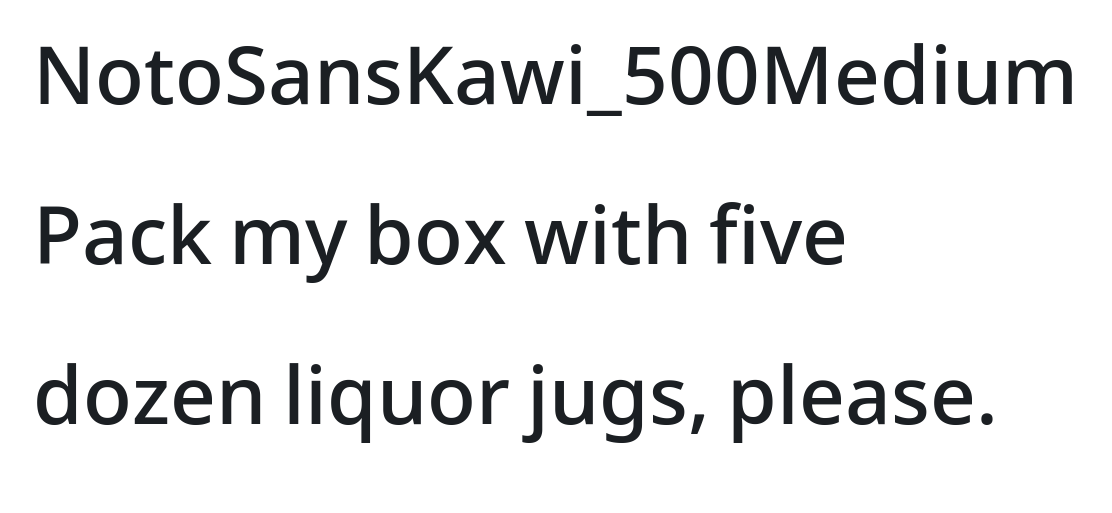 NotoSansKawi_500Medium
Pack my box with five
dozen liquor jugs, please.